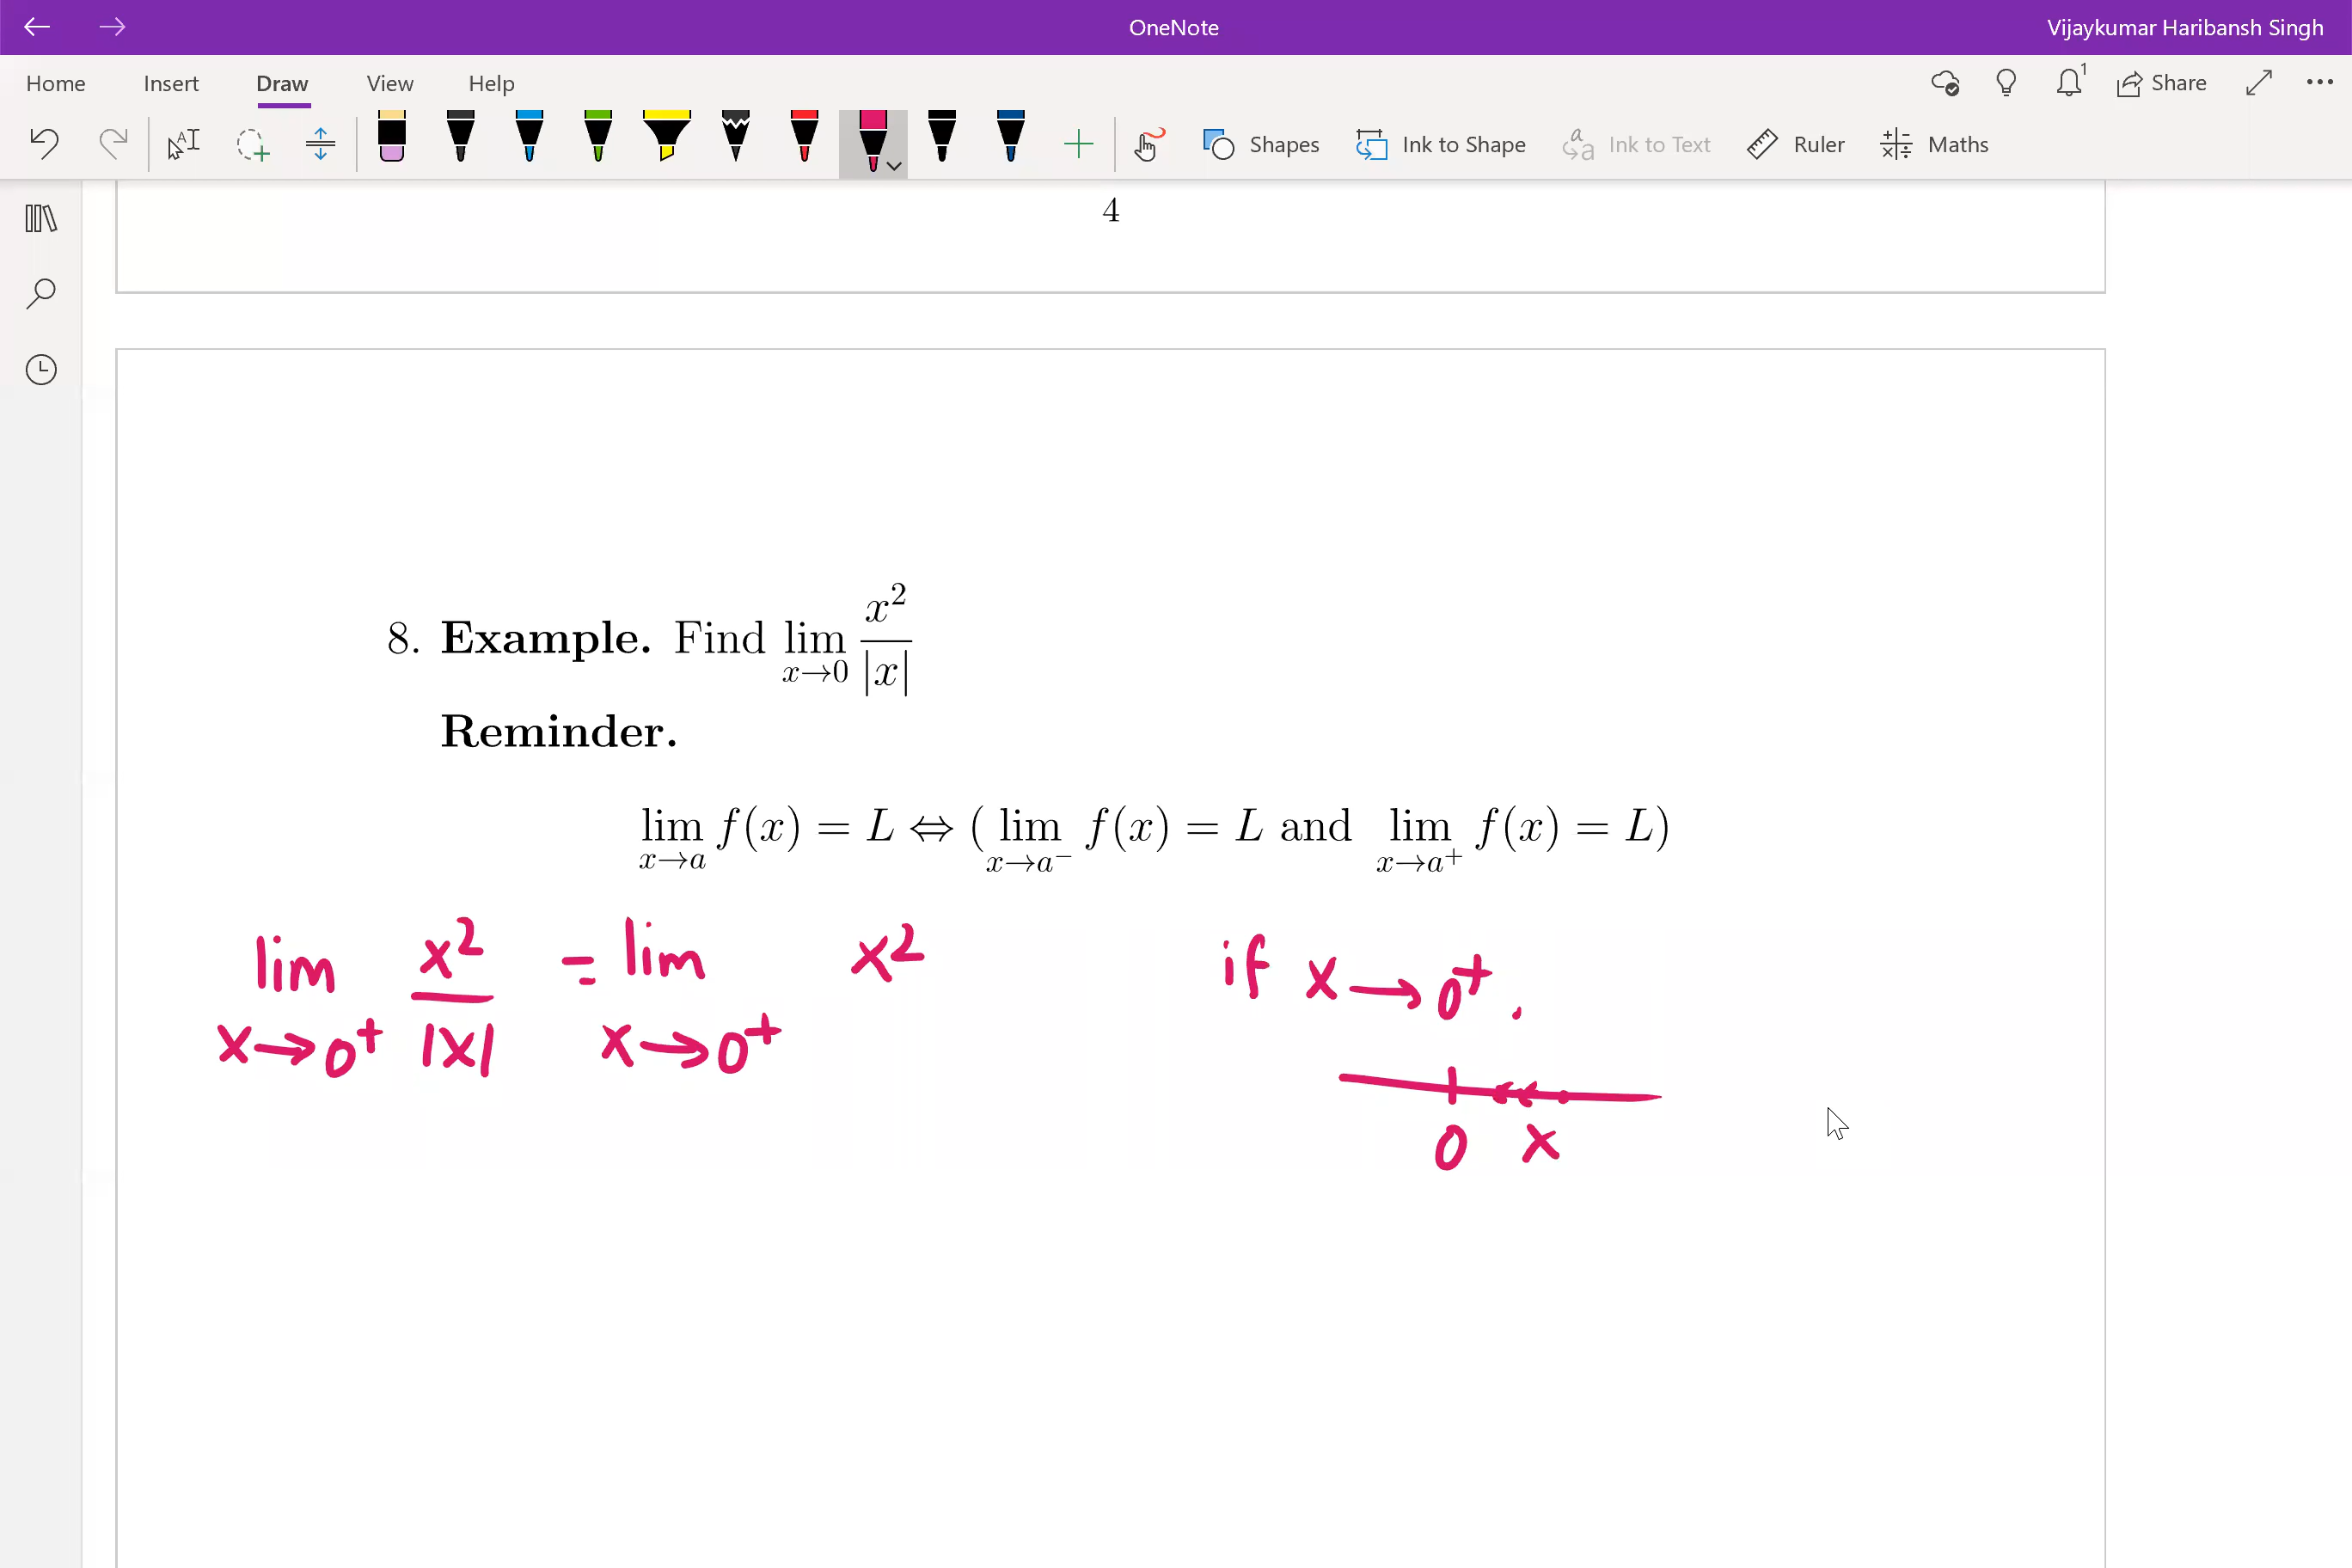 OneNote
Vijaykumar Haribansh Singh
Home Insert Draw View Help
1 Share
Shapes Ink to Shape Ink to Text Ruler Maths
4
8. Example. Find lim x→0 x² / |x|
Reminder.
lim x→a f(x) = L ⇔ ( lim x→a⁻ f(x) = L and lim x→a⁺ f(x) = L)
lim x→0⁺ x² / |x| = lim x→0⁺ x²
if x → 0⁺ .
0 x